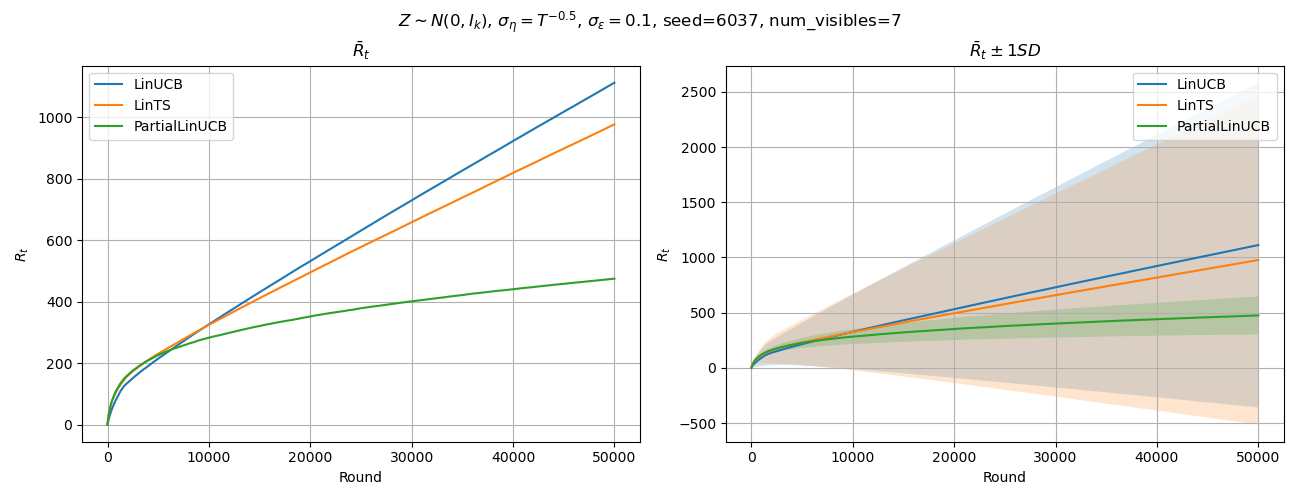 Z ~ N(0, I_k), σ_η = T^{−0.5}, σ_ε = 0.1, seed=6037, num_visibles=7
R̄_t
LinUCB
LinTS
PartialLinUCB
1000
800
600
400
200
0
R_t
0 10000 20000 30000 40000 50000
Round
R̄_t ± 1SD
LinUCB
LinTS
PartialLinUCB
2500
2000
1500
1000
500
0
−500
R_t
0 10000 20000 30000 40000 50000
Round